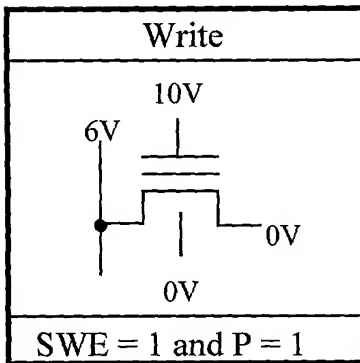 Write
10V
6V
0V
0V
SWE = 1 and P = 1